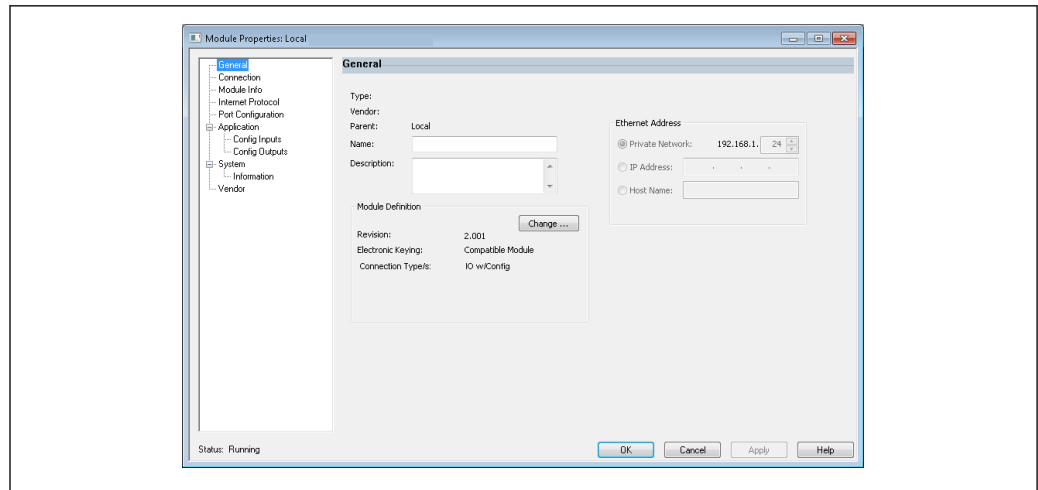 Module Properties: Local
General
Connection
Module Info
Internet Protocol
Port Configuration
Application
Config Inputs
Config Outputs
System
Information
Vendor
General
Type:
Vendor:
Parent: Local
Name:
Description:
Module Definition
Change ...
Revision: 2.001
Electronic Keying: Compatible Module
Connection Type/s: IO w/Config
Ethernet Address
Private Network: 192.168.1. 24
IP Address: . . .
Host Name:
Status: Running
OK Cancel Apply Help